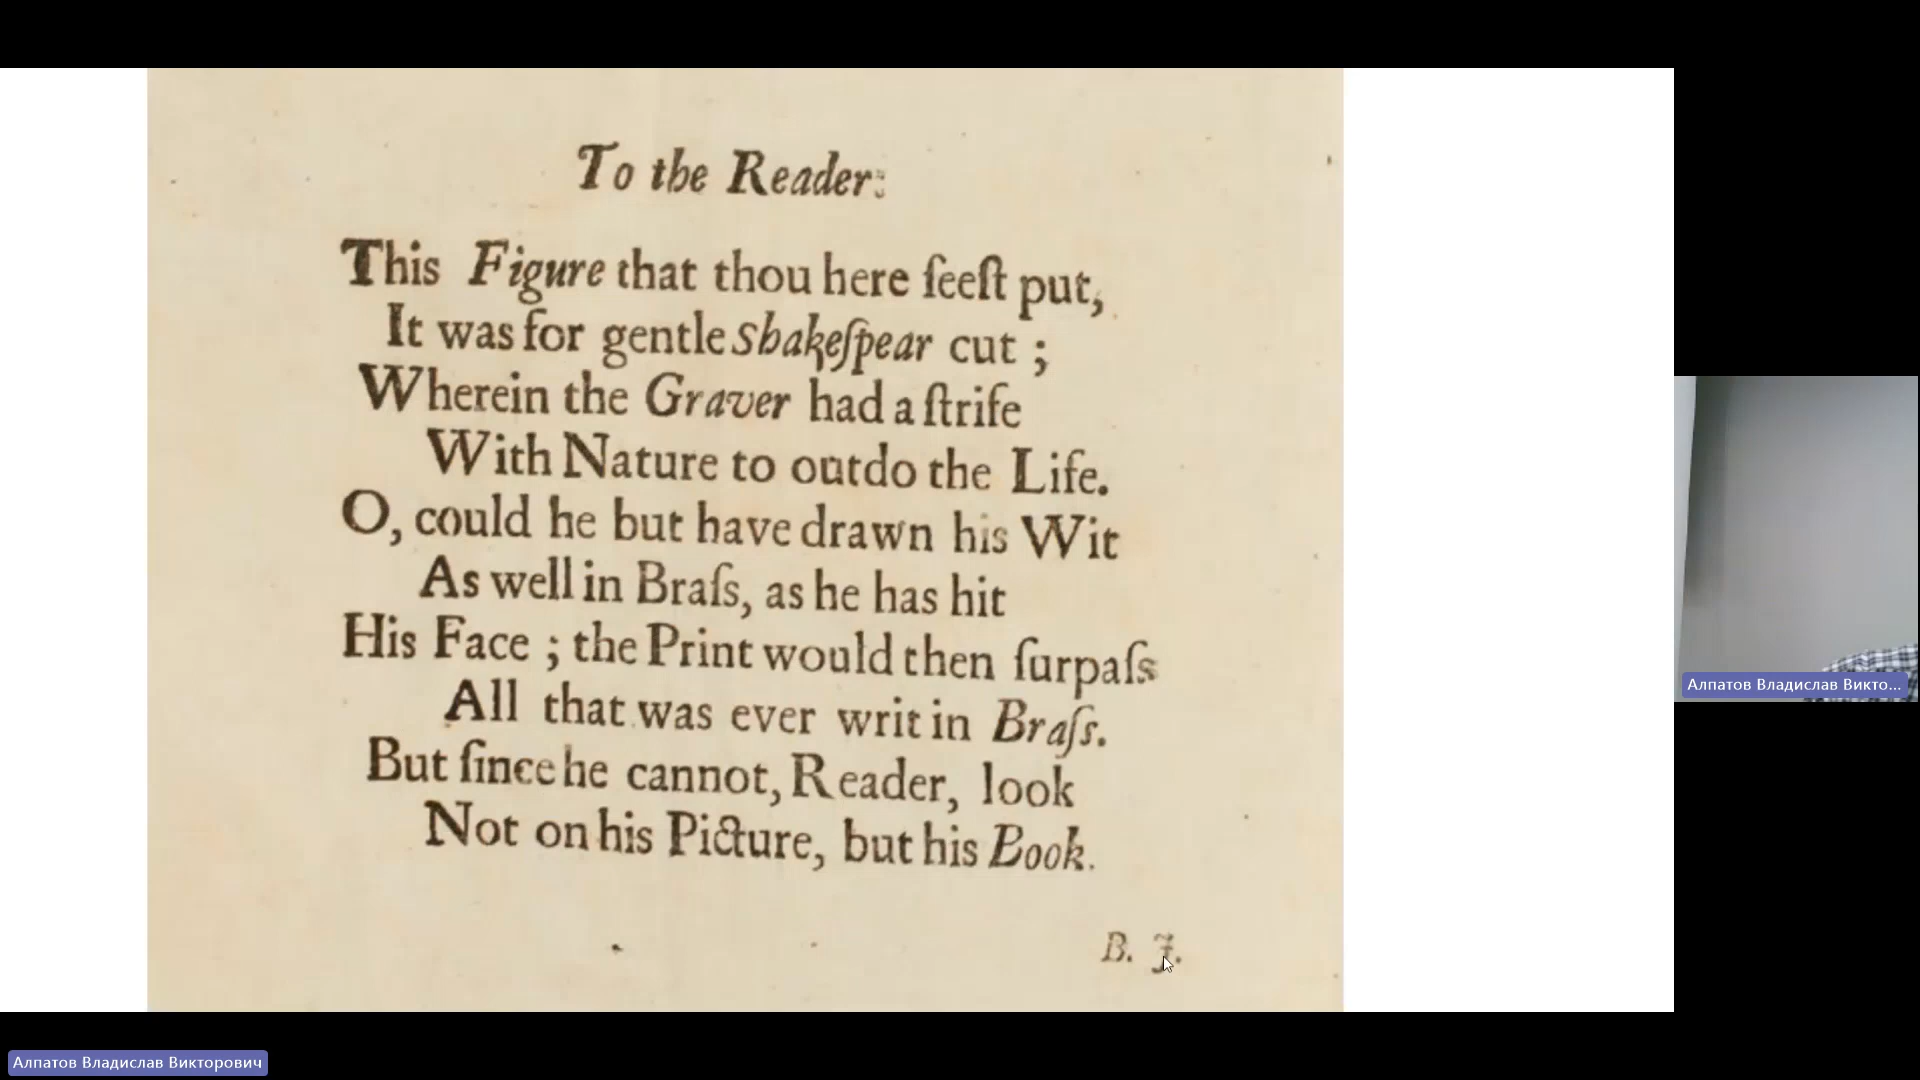 To the Reader:
This Figure that thou here ſeeſt put,
It was for gentle Shakeſpear cut ;
Wherein the Graver had a ſtrife
With Nature to outdo the Life.
O, could he but have drawn his Wit
As well in Braſs, as he has hit
His Face ; the Print would then ſurpaſs
All that was ever writ in Braſs.
But ſince he cannot, Reader, look
Not on his Picture, but his Book.
B. J.
Алпатов Владислав Викто...
Алпатов Владислав Викторович